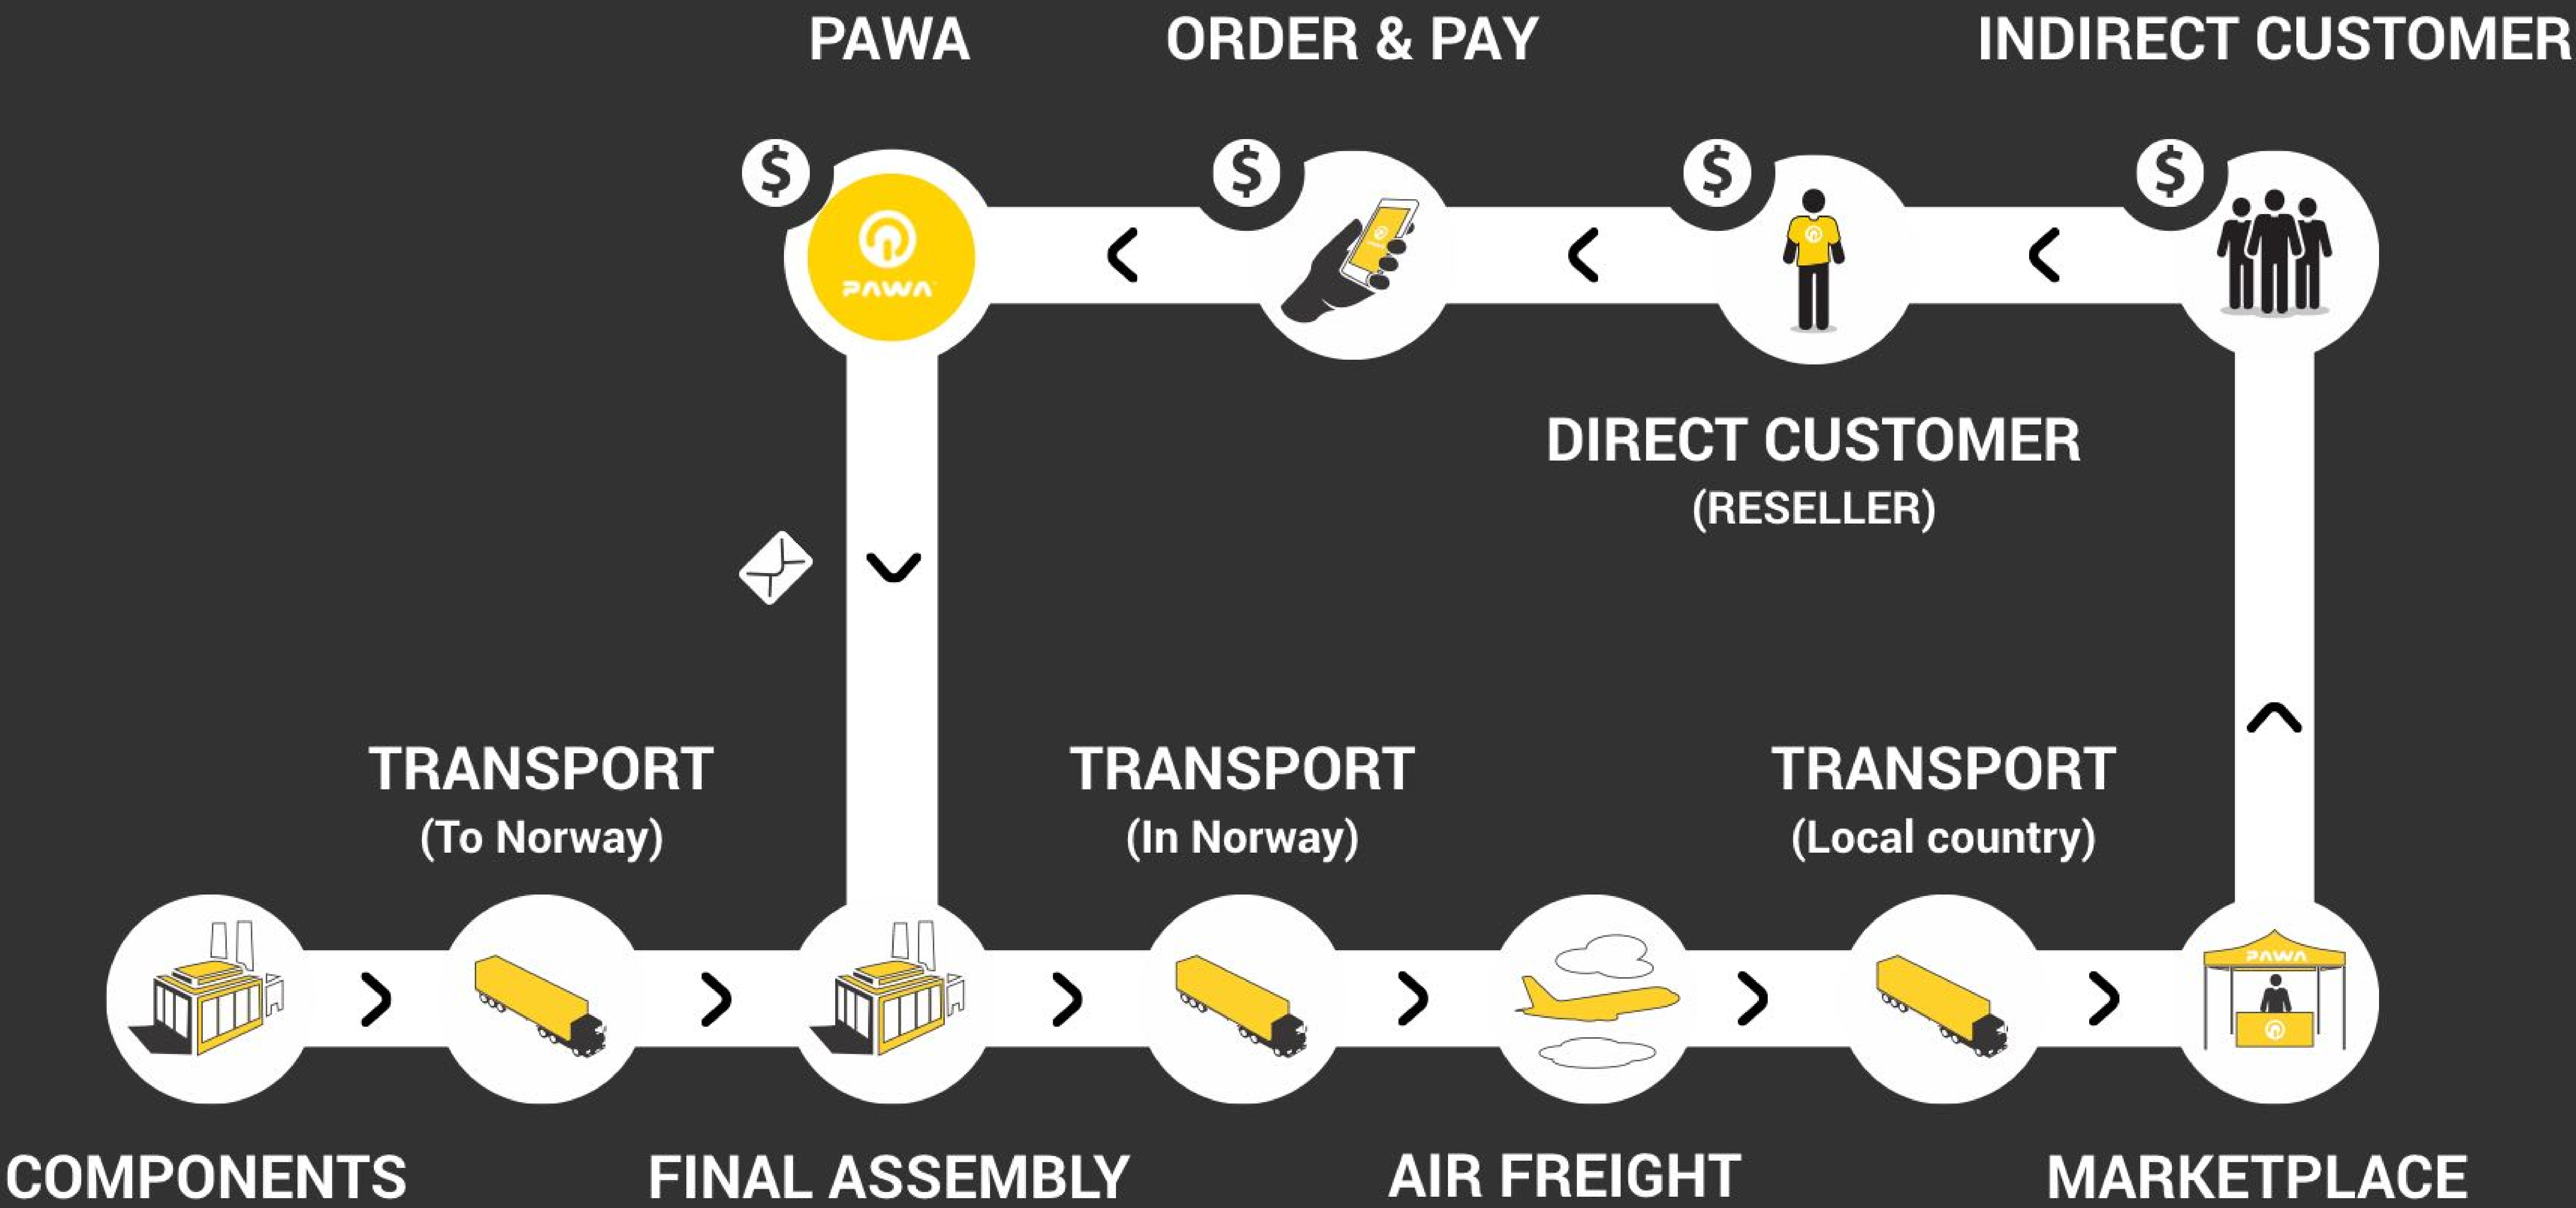 PAWA
ORDER & PAY
INDIRECT CUSTOMER
$
$
$
$
PAWA
DIRECT CUSTOMER
(RESELLER)
TRANSPORT
(To Norway)
TRANSPORT
(In Norway)
TRANSPORT
(Local country)
PAWA
COMPONENTS
FINAL ASSEMBLY
AIR FREIGHT
MARKETPLACE